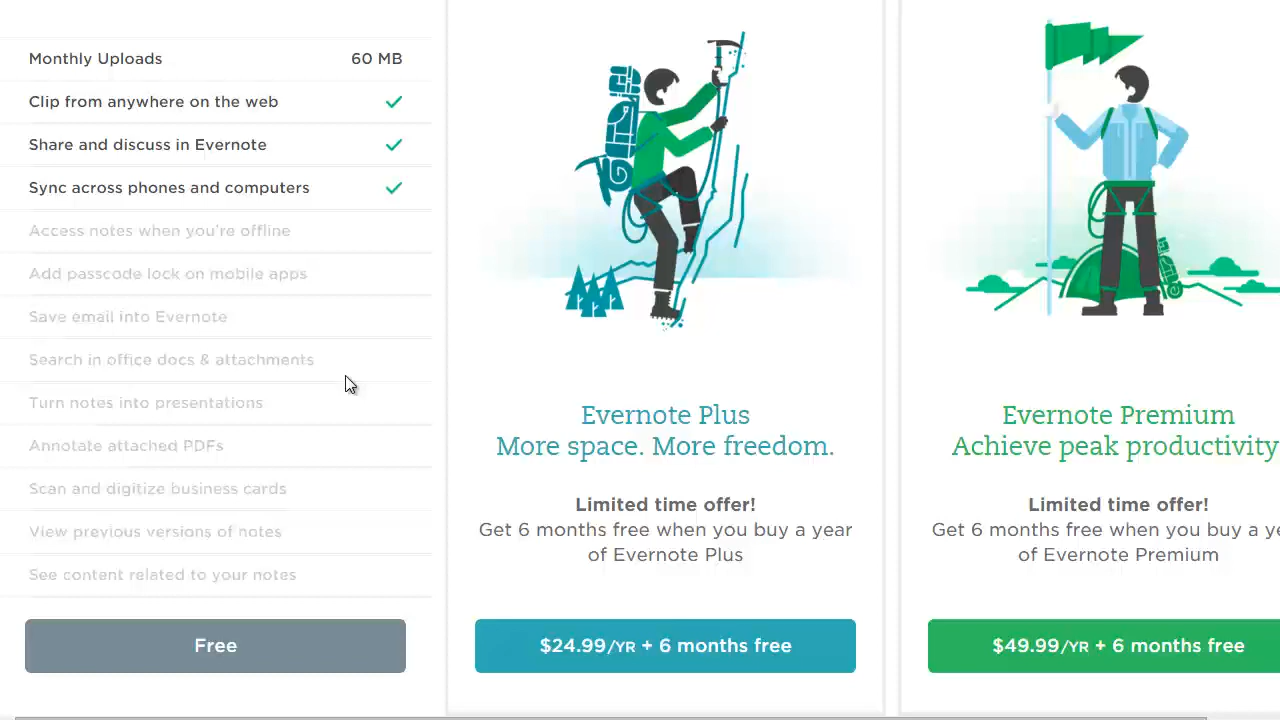 Monthly Uploads 60 MB
Clip from anywhere on the web
Share and discuss in Evernote
Sync across phones and computers
Access notes when you're offline
Add passcode lock on mobile apps
Save email into Evernote
Search in office docs & attachments
Turn notes into presentations
Annotate attached PDFs
Scan and digitize business cards
View previous versions of notes
See content related to your notes
Free
Evernote Plus
More space. More freedom.
Limited time offer!
Get 6 months free when you buy a year
of Evernote Plus
$24.99/YR + 6 months free
Evernote Premium
Achieve peak productivity
Limited time offer!
Get 6 months free when you buy a ye
of Evernote Premium
$49.99/YR + 6 months free